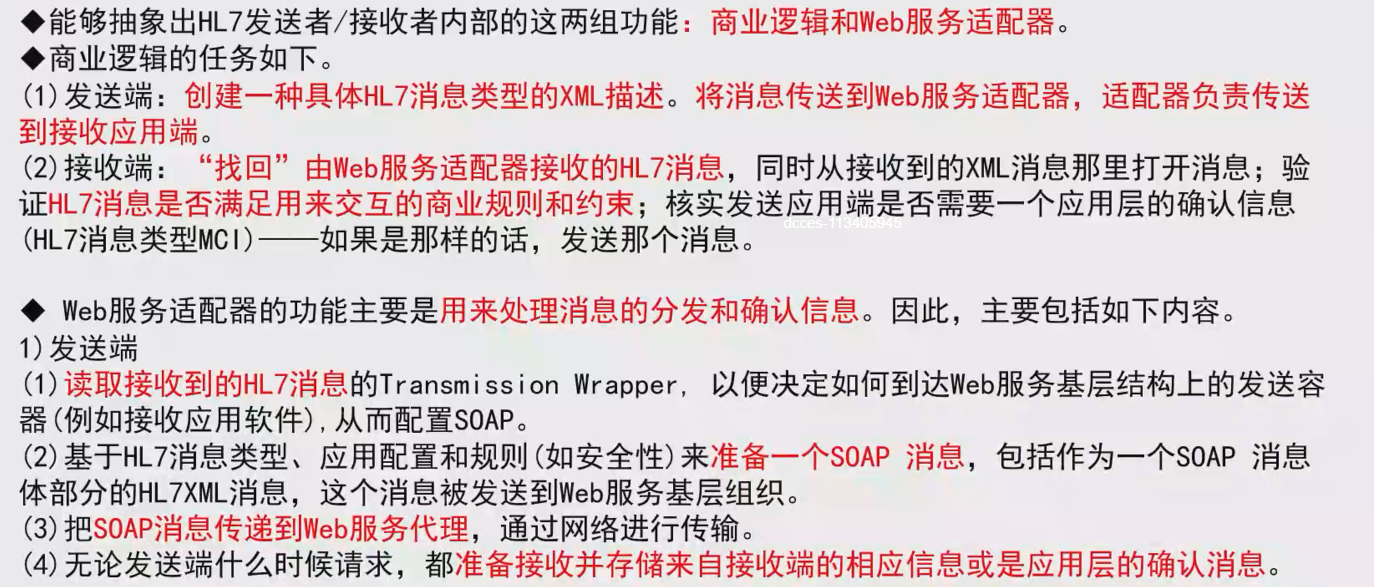 ◆能够抽象出HL7发送者/接收者内部的这两组功能：商业逻辑和Web服务适配器。
◆商业逻辑的任务如下。
(1)发送端：创建一种具体HL7消息类型的XML描述。将消息传送到Web服务适配器，适配器负责传送
到接收应用端。
(2)接收端：“找回”由Web服务适配器接收的HL7消息，同时从接收到的XML消息那里打开消息；验
证HL7消息是否满足用来交互的商业规则和约束；核实发送应用端是否需要一个应用层的确认信息
dcces-113405945
(HL7消息类型MCI)——如果是那样的话，发送那个消息。
◆ Web服务适配器的功能主要是用来处理消息的分发和确认信息。因此，主要包括如下内容。
1)发送端
(1)读取接收到的HL7消息的Transmission Wrapper, 以便决定如何到达Web服务基层结构上的发送容
器(例如接收应用软件),从而配置SOAP。
(2)基于HL7消息类型、应用配置和规则(如安全性)来准备一个SOAP 消息，包括作为一个SOAP 消息
体部分的HL7XML消息，这个消息被发送到Web服务基层组织。
(3)把SOAP消息传递到Web服务代理，通过网络进行传输。
(4)无论发送端什么时候请求，都准备接收并存储来自接收端的相应信息或是应用层的确认消息。